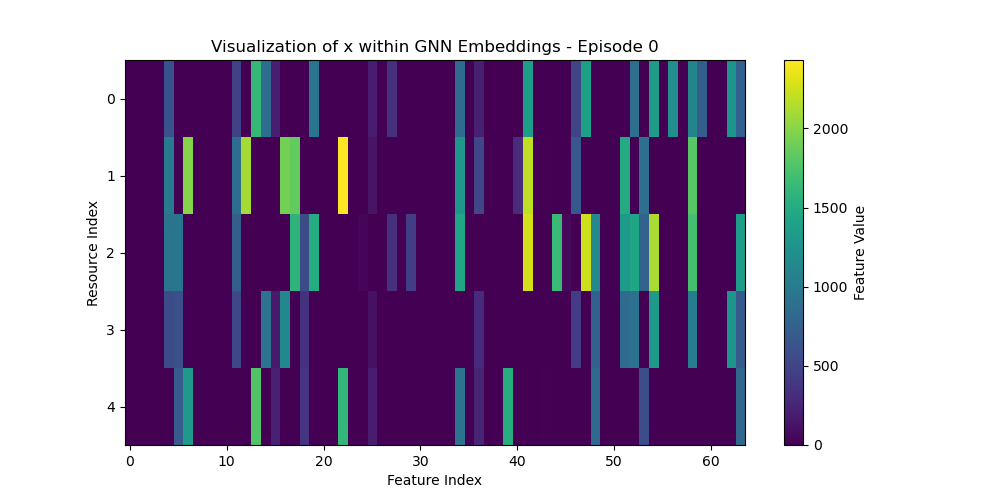 Visualization of x within GNN Embeddings - Episode 0
Resource Index
0
1
2
3
4
0 10 20 30 40 50 60
Feature Index
2000
1500
1000
500
0
Feature Value